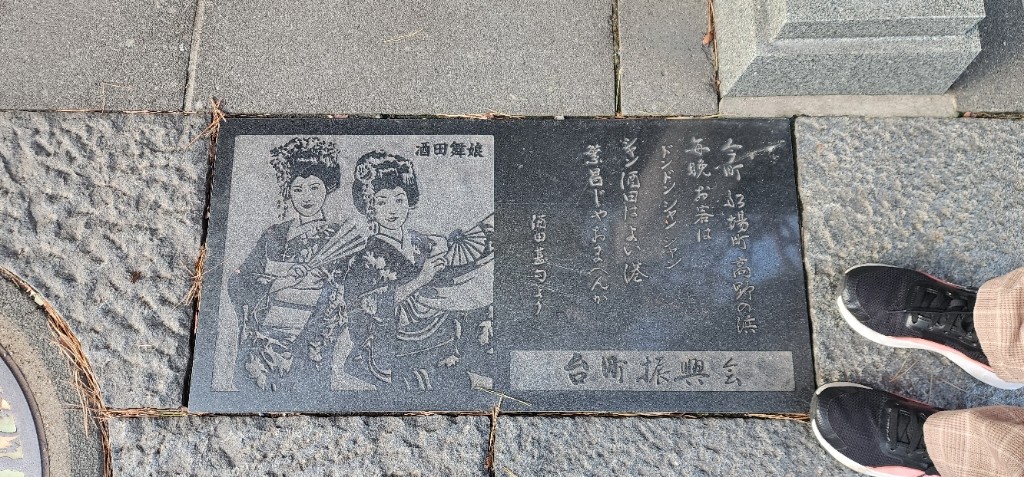 酒田舞娘
今町 船場町 高野の浜
毎晩 お客は
ドンドン シャン シャン
シャン酒田はよい港
繁昌じゃおまへんか
酒田甚句より
台町振興会